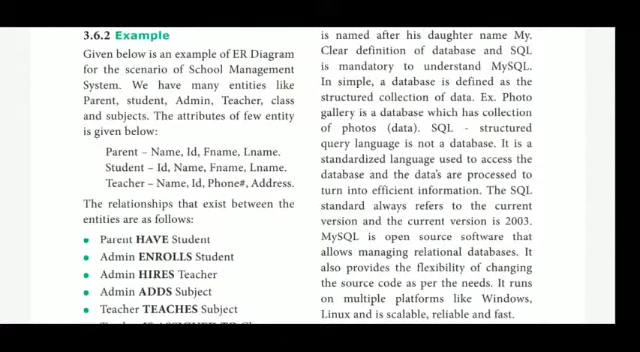 3.6.2 Example
Given below is an example of ER Diagram
for the scenario of School Management
System. We have many entities like
Parent, student, Admin, Teacher, class
and subjects. The attributes of few entity
is given below:
Parent – Name, Id, Fname, Lname.
Student – Id, Name, Fname, Lname.
Teacher – Name, Id, Phone#, Address.
The relationships that exist between the
entities are as follows:
• Parent HAVE Student
• Admin ENROLLS Student
• Admin HIRES Teacher
• Admin ADDS Subject
• Teacher TEACHES Subject
is named after his daughter name My.
Clear definition of database and SQL
is mandatory to understand MySQL.
In simple, a database is defined as the
structured collection of data. Ex. Photo
gallery is a database which has collection
of photos (data). SQL - structured
query language is not a database. It is a
standardized language used to access the
database and the data's are processed to
turn into efficient information. The SQL
standard always refers to the current
version and the current version is 2003.
MySQL is open source software that
allows managing relational databases. It
also provides the flexibility of changing
the source code as per the needs. It runs
on multiple platforms like Windows,
Linux and is scalable, reliable and fast.